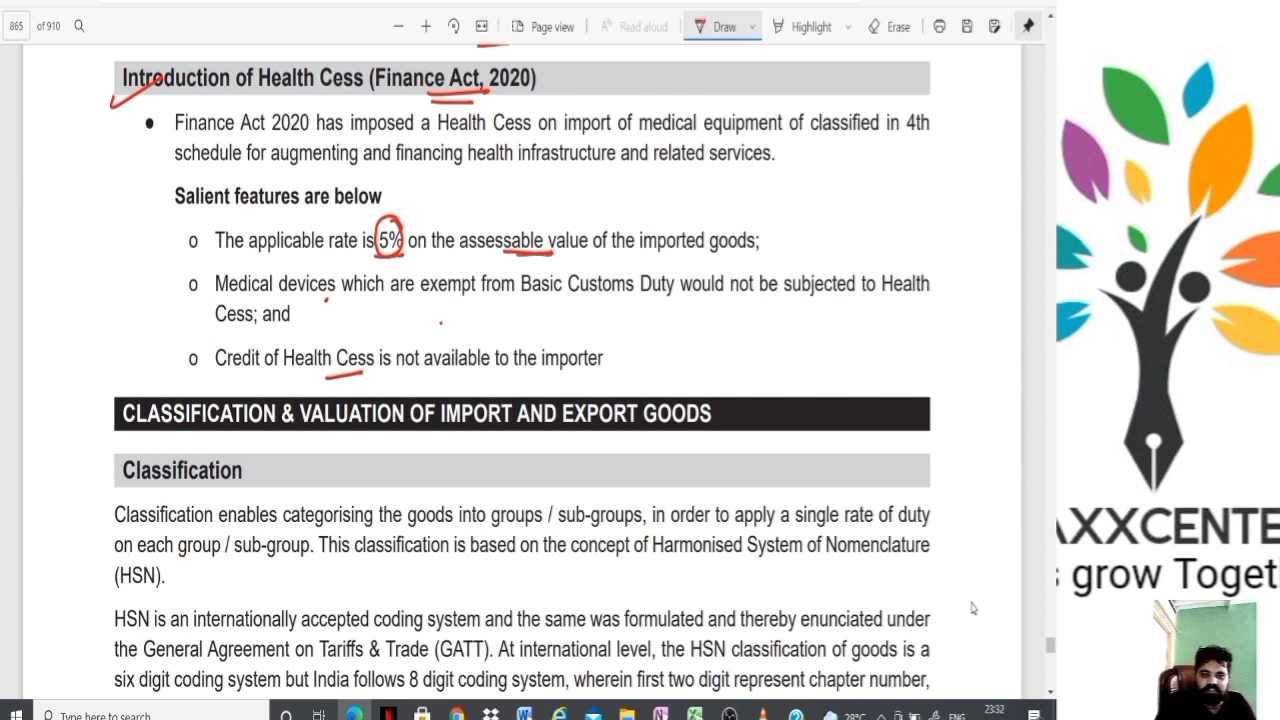 865 of 910 Page view Read aloud Draw Highlight Erase
Introduction of Health Cess (Finance Act, 2020)
● Finance Act 2020 has imposed a Health Cess on import of medical equipment of classified in 4th
schedule for augmenting and financing health infrastructure and related services.
Salient features are below
o The applicable rate is 5% on the assessable value of the imported goods;
o Medical devices which are exempt from Basic Customs Duty would not be subjected to Health
Cess; and
o Credit of Health Cess is not available to the importer
CLASSIFICATION & VALUATION OF IMPORT AND EXPORT GOODS
Classification
Classification enables categorising the goods into groups / sub-groups, in order to apply a single rate of duty
on each group / sub-group. This classification is based on the concept of Harmonised System of Nomenclature
(HSN).
HSN is an internationally accepted coding system and the same was formulated and thereby enunciated under
the General Agreement on Tariffs & Trade (GATT). At international level, the HSN classification of goods is a
six digit coding system but India follows 8 digit coding system, wherein first two digit represent chapter number,
AXXCENTE
s grow Togeth
Type here to search 28°C ENG 23:32